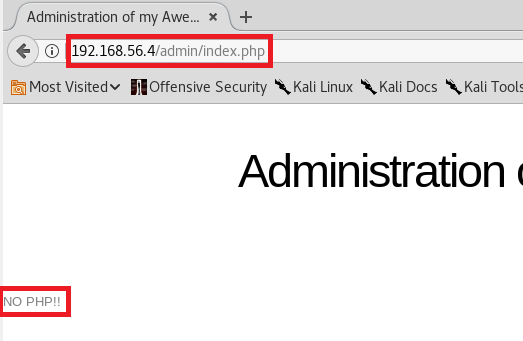 Administration of my Awe... ×
192.168.56.4/admin/index.php
Most Visited Offensive Security Kali Linux Kali Docs Kali Tools
Administration
NO PHP!!